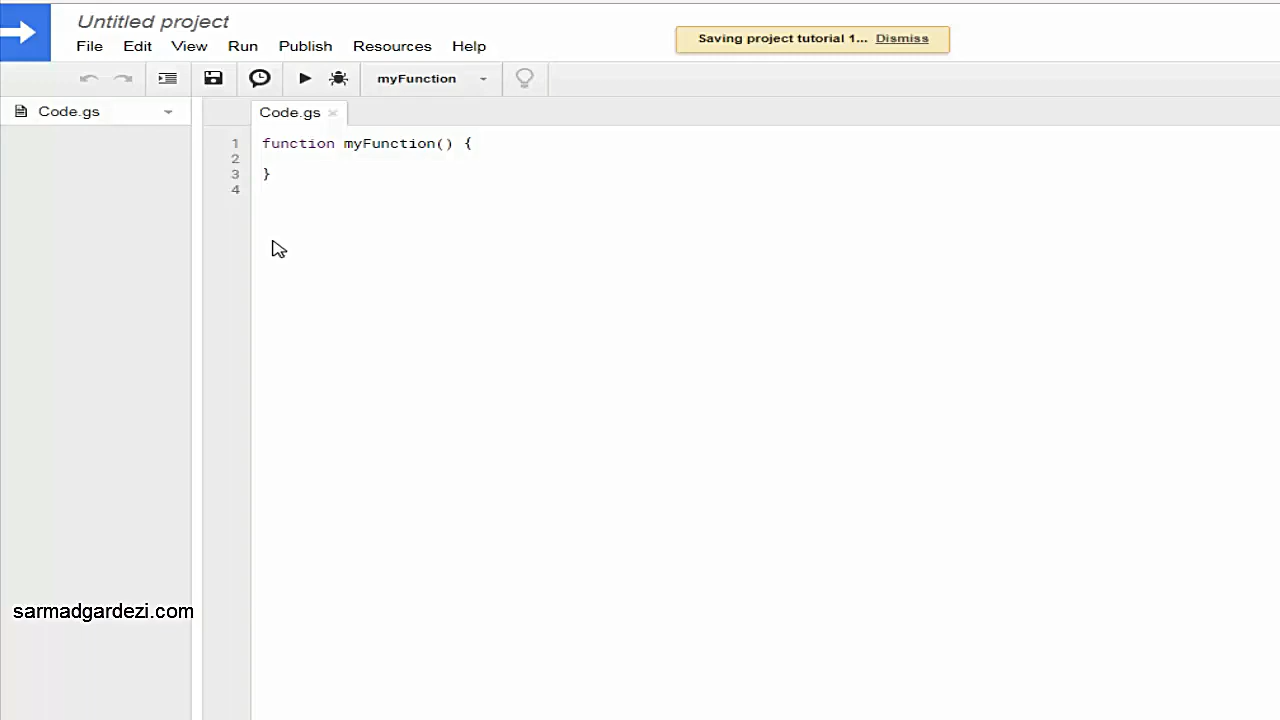 Untitled project
File Edit View Run Publish Resources Help
Saving project tutorial 1... Dismiss
myFunction
Code.gs
Code.gs ×
1 function myFunction() {
2
3 }
4
sarmadgardezi.com